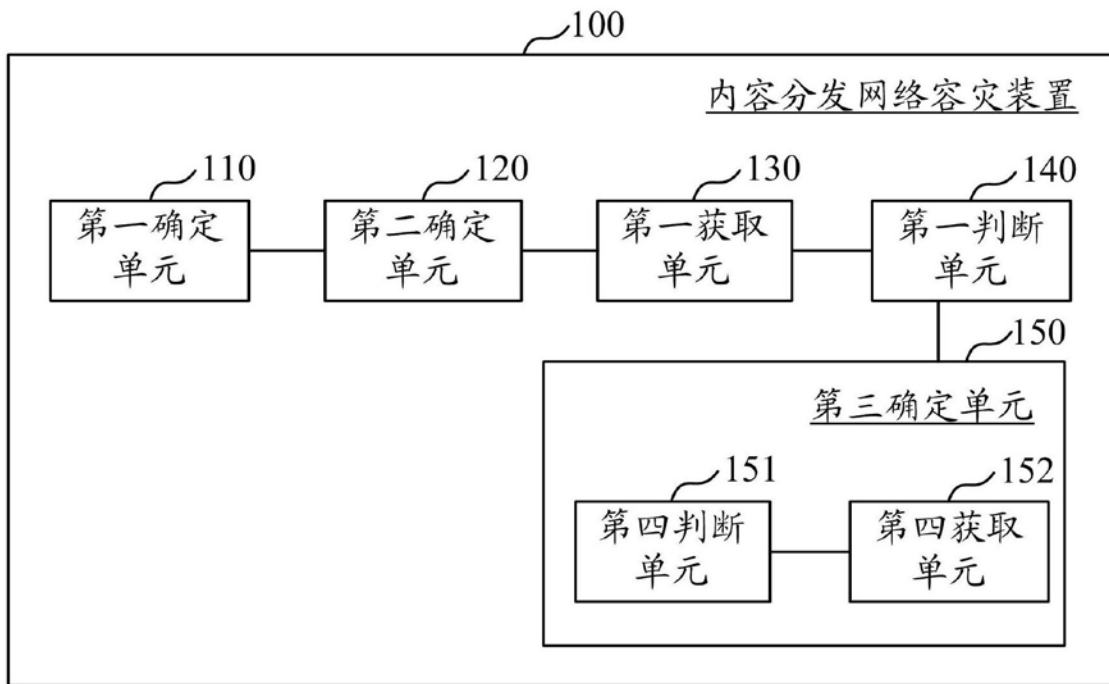 100
内容分发网络容灾装置
110
120
130
140
第一确定
单元
第二确定
单元
第一获取
单元
第一判断
单元
150
第三确定单元
151
152
第四判断
单元
第四获取
单元